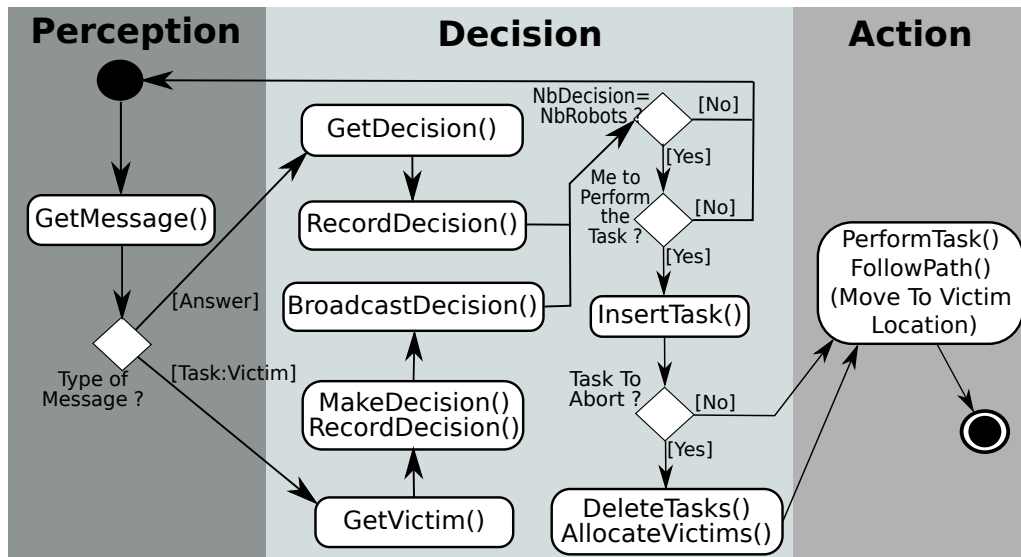 Perception
Decision
Action
GetMessage()
Type of
Message ?
[Answer]
[Task:Victim]
GetDecision()
RecordDecision()
BroadcastDecision()
MakeDecision()
RecordDecision()
GetVictim()
NbDecision=
NbRobots ?
[No]
[Yes]
Me to
Perform
the
Task ?
[No]
[Yes]
InsertTask()
Task To
Abort ?
[No]
[Yes]
DeleteTasks()
AllocateVictims()
PerformTask()
FollowPath()
(Move To Victim
Location)